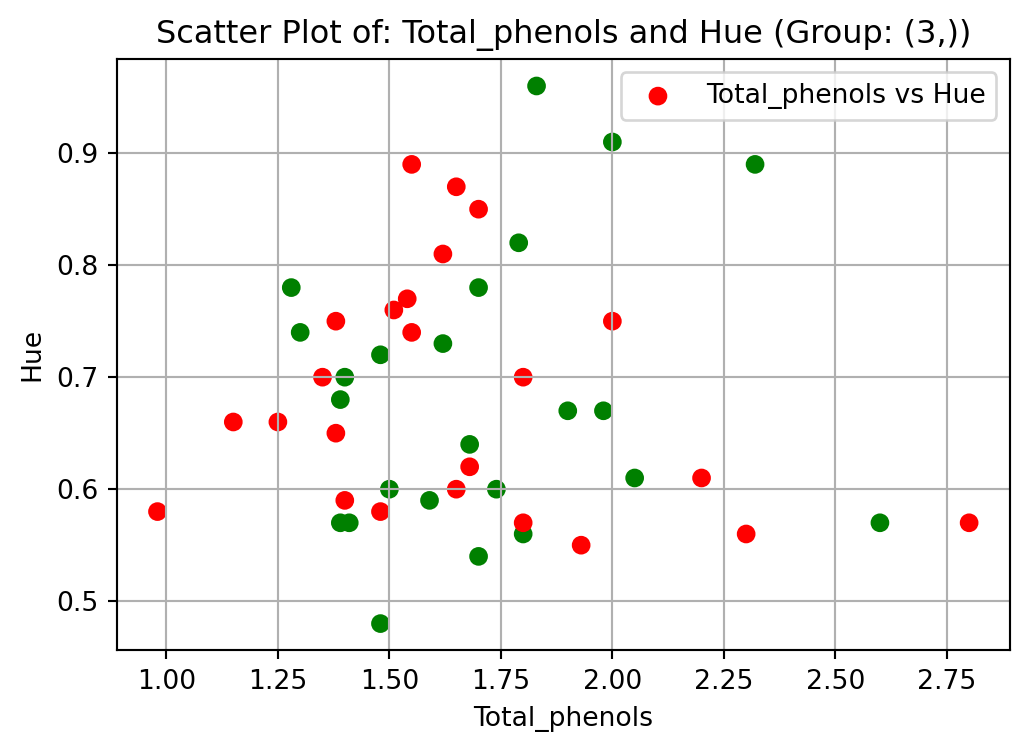 Scatter Plot of: Total_phenols and Hue (Group: (3,))
Total_phenols vs Hue
0.9
0.8
0.7
0.6
0.5
Hue
1.00 1.25 1.50 1.75 2.00 2.25 2.50 2.75
Total_phenols